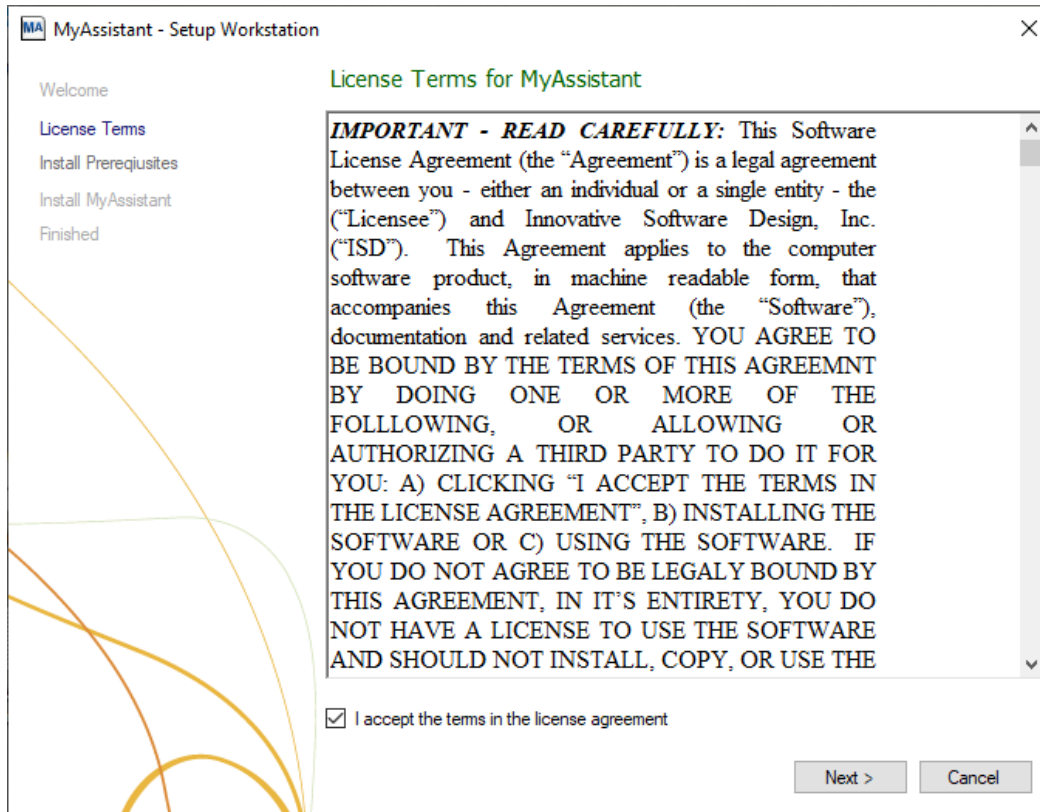 MA MyAssistant - Setup Workstation
Welcome
License Terms
Install Prereqiusites
Install MyAssistant
Finished
License Terms for MyAssistant
IMPORTANT - READ CAREFULLY: This Software
License Agreement (the “Agreement”) is a legal agreement
between you - either an individual or a single entity - the
(“Licensee”) and Innovative Software Design, Inc.
(“ISD”). This Agreement applies to the computer
software product, in machine readable form, that
accompanies this Agreement (the “Software”),
documentation and related services. YOU AGREE TO
BE BOUND BY THE TERMS OF THIS AGREEMNT
BY DOING ONE OR MORE OF THE
FOLLLOWING, OR ALLOWING OR
AUTHORIZING A THIRD PARTY TO DO IT FOR
YOU: A) CLICKING “I ACCEPT THE TERMS IN
THE LICENSE AGREEMENT”, B) INSTALLING THE
SOFTWARE OR C) USING THE SOFTWARE. IF
YOU DO NOT AGREE TO BE LEGALY BOUND BY
THIS AGREEMENT, IN IT’S ENTIRETY, YOU DO
NOT HAVE A LICENSE TO USE THE SOFTWARE
AND SHOULD NOT INSTALL, COPY, OR USE THE
I accept the terms in the license agreement
Next >
Cancel